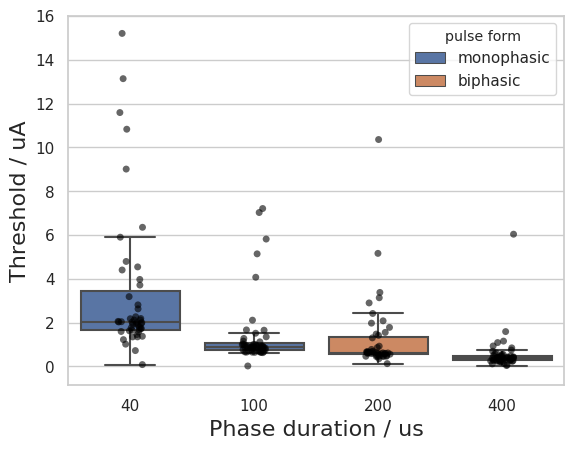 16
14
12
10
8
6
4
2
0
Threshold / uA
pulse form
monophasic
biphasic
40
100
200
400
Phase duration / us